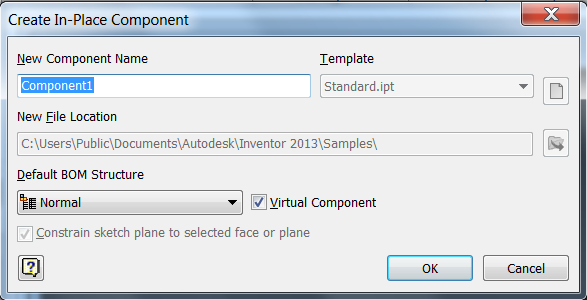 Create In-Place Component
New Component Name
Template
Component1
Standard.ipt
New File Location
C:\Users\Public\Documents\Autodesk\Inventor 2013\Samples\
Default BOM Structure
Normal
Virtual Component
Constrain sketch plane to selected face or plane
OK
Cancel